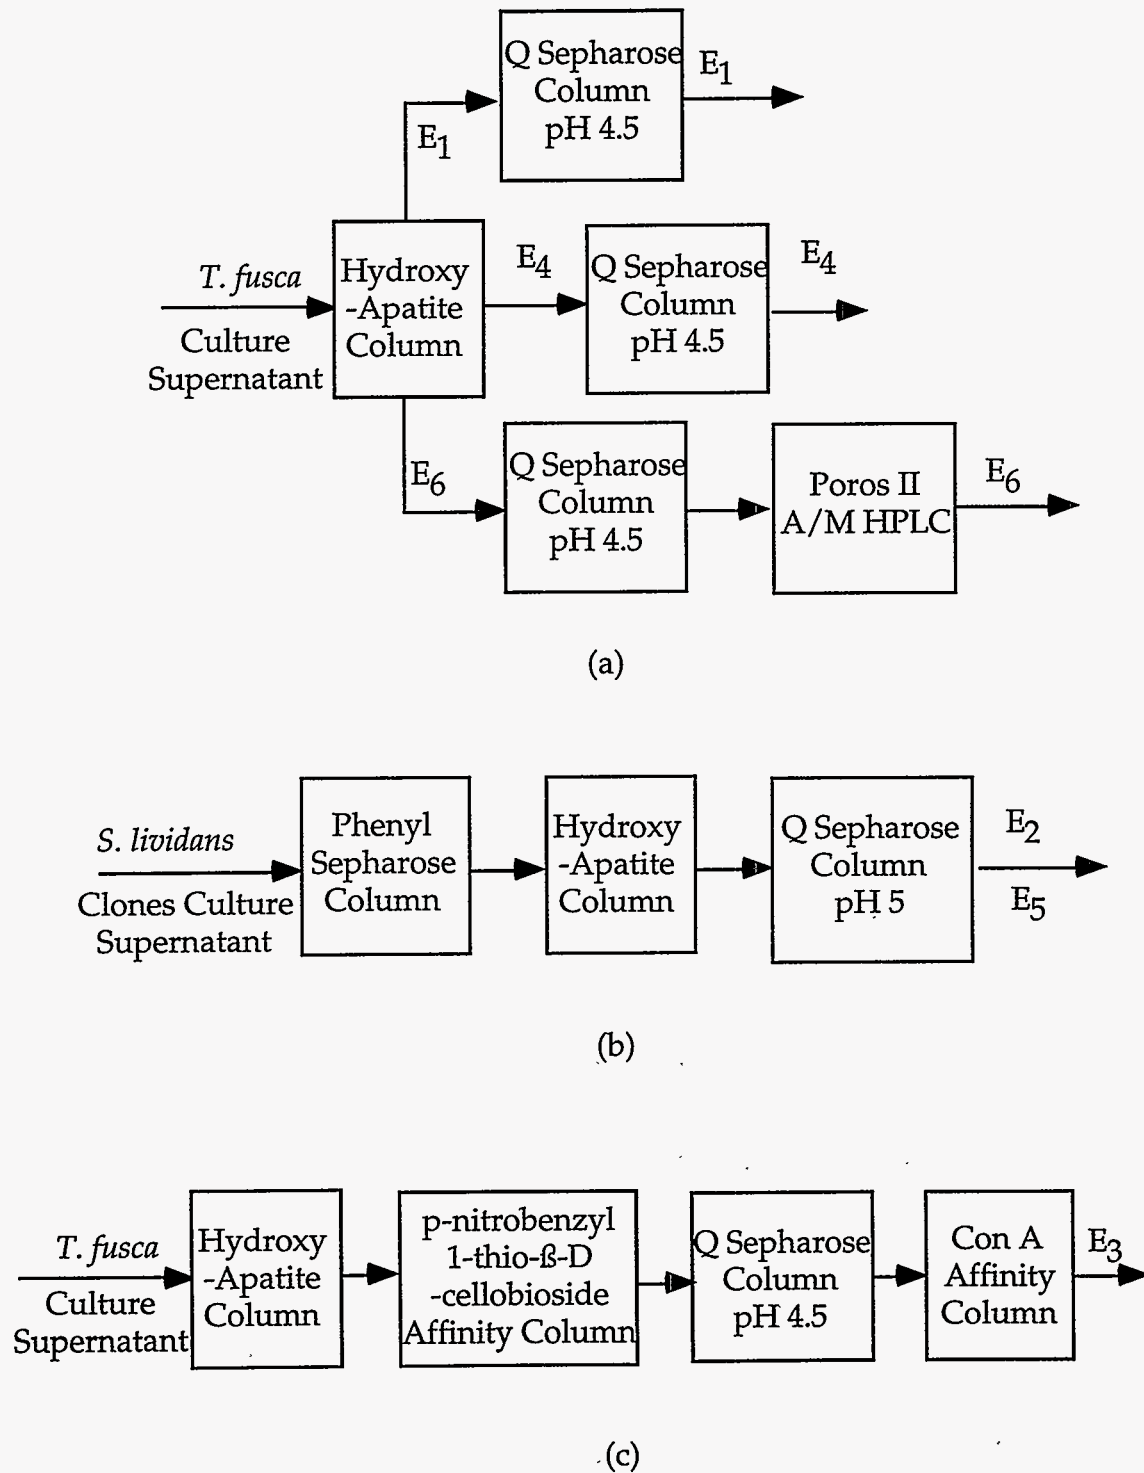 Q Sepharose
Column
pH 4.5
E1
E1
T. fusca
Culture
Supernatant
Hydroxy
-Apatite
Column
E4
Q Sepharose
Column
pH 4.5
E4
E6
Q Sepharose
Column
pH 4.5
Poros II
A/M HPLC
E6
(a)
S. lividans
Clones Culture
Supernatant
Phenyl
Sepharose
Column
Hydroxy
-Apatite
Column
Q Sepharose
Column
pH 5
E2
E5
(b)
T. fusca
Culture
Supernatant
Hydroxy
-Apatite
Column
p-nitrobenzyl
1-thio-ß-D
-cellobioside
Affinity Column
Q Sepharose
Column
pH 4.5
Con A
Affinity
Column
E3
(c)